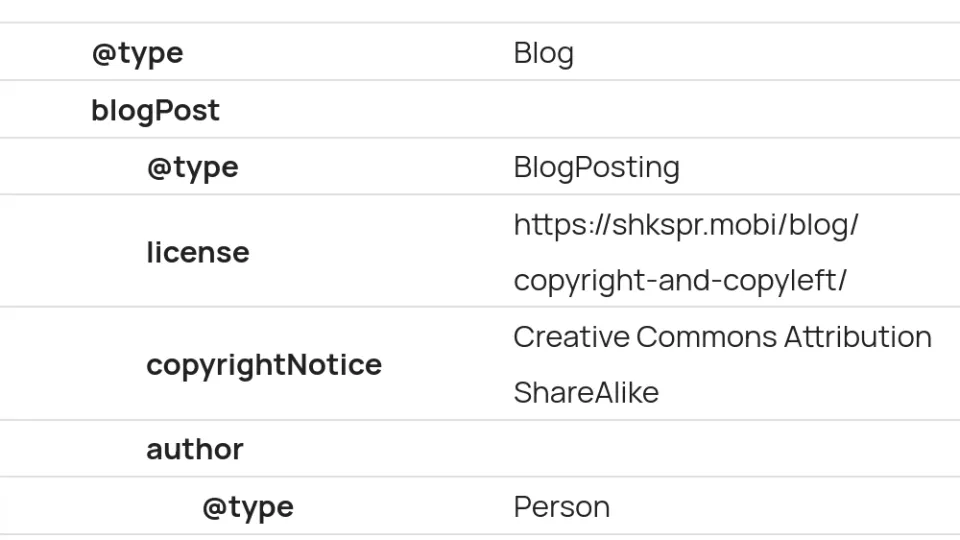 @type Blog
blogPost
@type BlogPosting
license https://shkspr.mobi/blog/
copyright-and-copyleft/
copyrightNotice Creative Commons Attribution
ShareAlike
author
@type Person